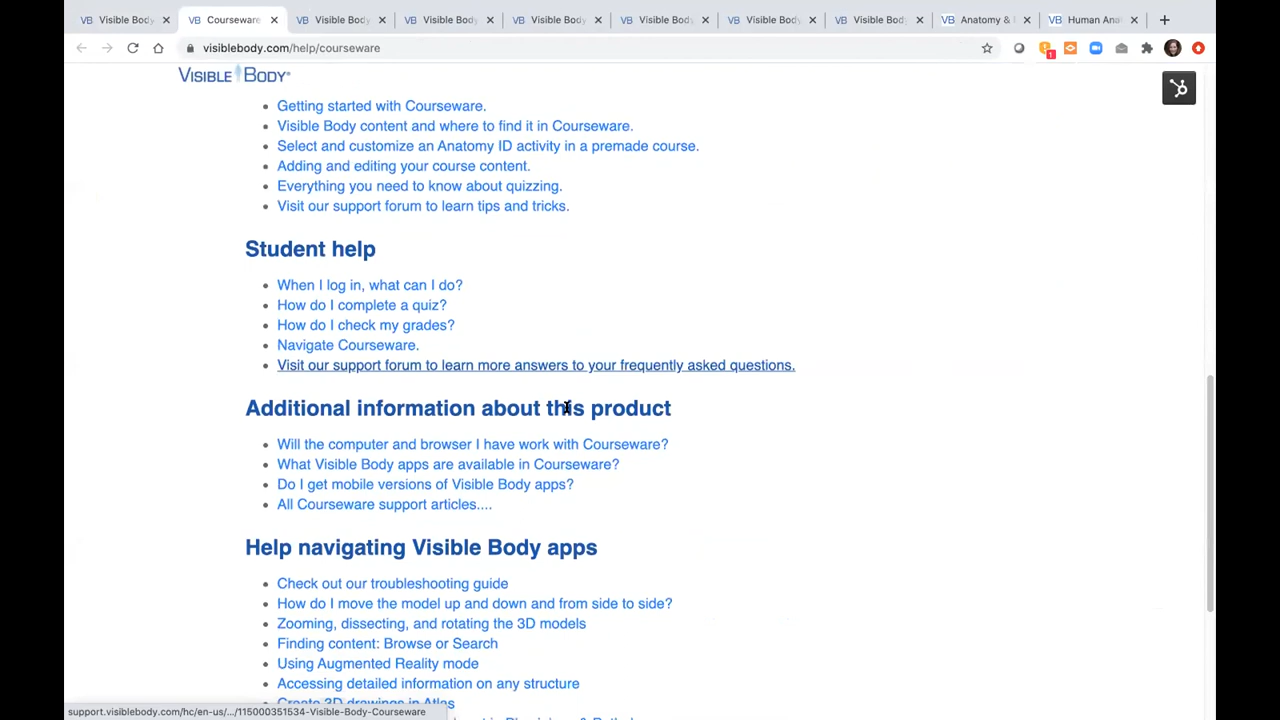 VB Visible Body
VB Courseware
VB Visible Body
VB Visible Body
VB Visible Body
VB Visible Body
VB Visible Body
VB Visible Body
VB Anatomy &
VB Human Ana
visiblebody.com/help/courseware
1
VISIBLE BODY®
Getting started with Courseware.
Visible Body content and where to find it in Courseware.
Select and customize an Anatomy ID activity in a premade course.
Adding and editing your course content.
Everything you need to know about quizzing.
Visit our support forum to learn tips and tricks.
Student help
When I log in, what can I do?
How do I complete a quiz?
How do I check my grades?
Navigate Courseware.
Visit our support forum to learn more answers to your frequently asked questions.
Additional information about this product
Will the computer and browser I have work with Courseware?
What Visible Body apps are available in Courseware?
Do I get mobile versions of Visible Body apps?
All Courseware support articles....
Help navigating Visible Body apps
Check out our troubleshooting guide
How do I move the model up and down and from side to side?
Zooming, dissecting, and rotating the 3D models
Finding content: Browse or Search
Using Augmented Reality mode
Accessing detailed information on any structure
Create 3D drawings in Atlas
support.visiblebody.com/hc/en-us/.../115000351534-Visible-Body-Courseware